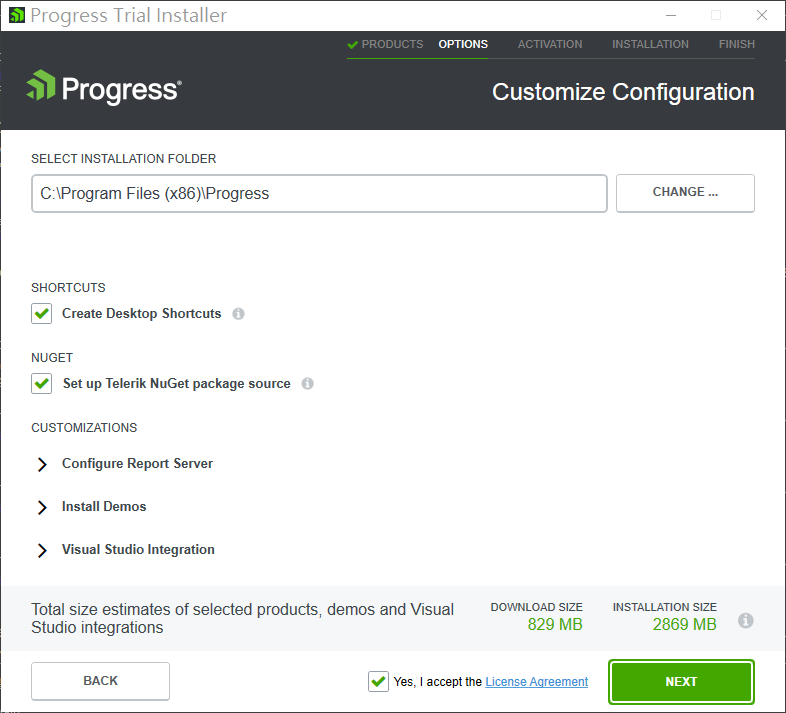 Progress Trial Installer
PRODUCTS OPTIONS ACTIVATION INSTALLATION FINISH
Progress®
Customize Configuration
SELECT INSTALLATION FOLDER
C:\Program Files (x86)\Progress
CHANGE ...
SHORTCUTS
Create Desktop Shortcuts
NUGET
Set up Telerik NuGet package source
CUSTOMIZATIONS
Configure Report Server
Install Demos
Visual Studio Integration
Total size estimates of selected products, demos and Visual
Studio integrations
DOWNLOAD SIZE
829 MB
INSTALLATION SIZE
2869 MB
BACK
Yes, I accept the License Agreement
NEXT